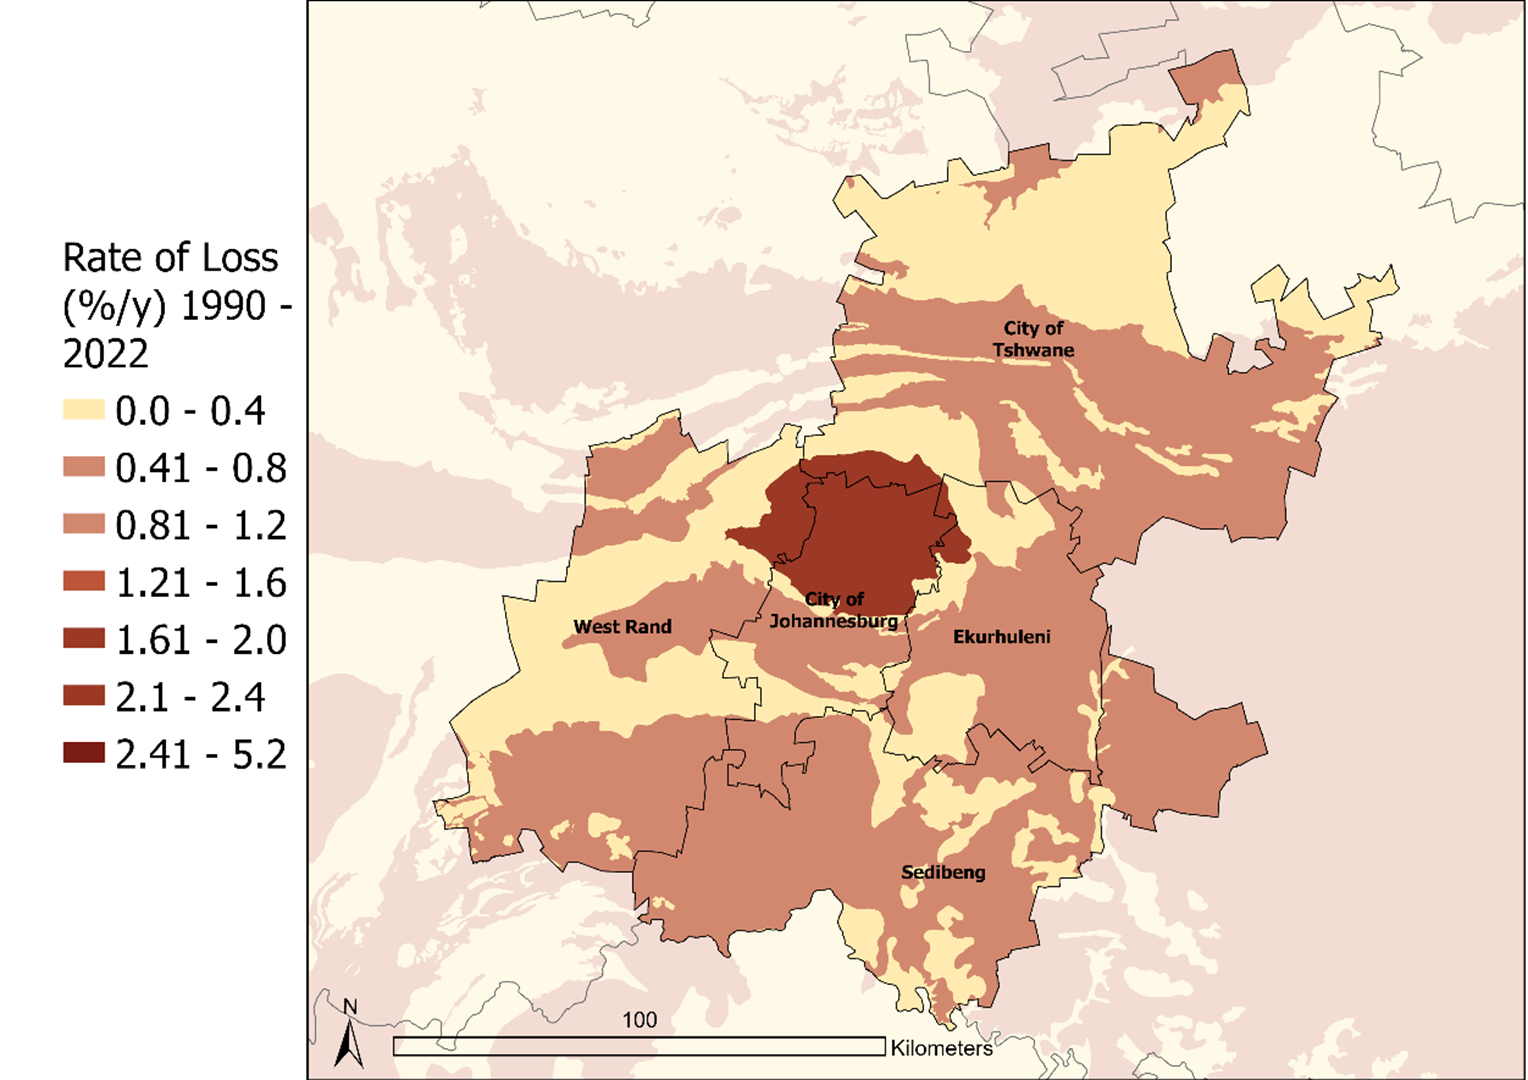 Rate of Loss
(%/y) 1990 -
2022
0.0 - 0.4
0.41 - 0.8
0.81 - 1.2
1.21 - 1.6
1.61 - 2.0
2.1 - 2.4
2.41 - 5.2
City of
Tshwane
City of
Johannesburg
West Rand
Ekurhuleni
Sedibeng
N
100
Kilometers